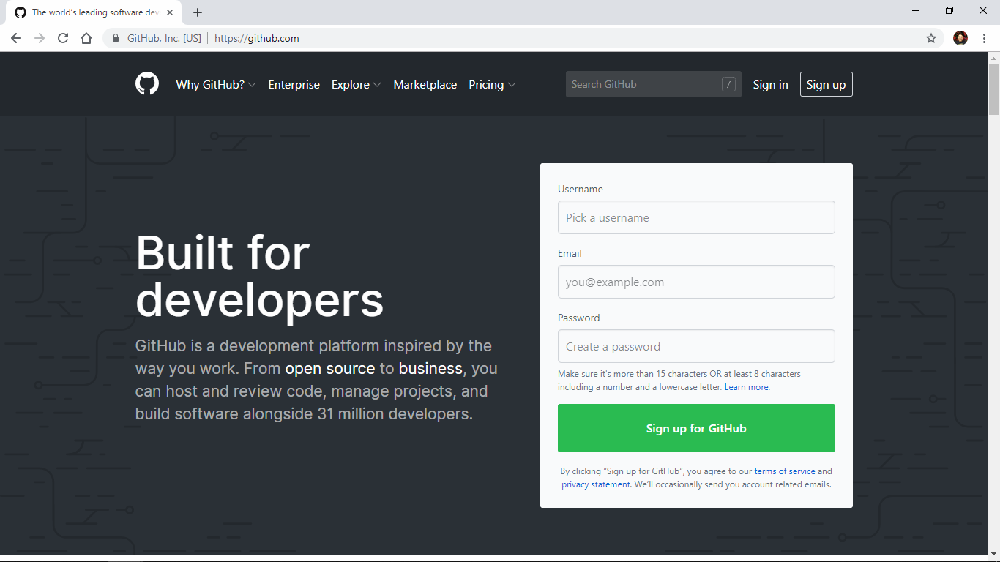 The world's leading software dev
GitHub, Inc. [US] | https://github.com
Why GitHub? Enterprise Explore Marketplace Pricing Search GitHub / Sign in Sign up
Built for
developers
GitHub is a development platform inspired by the
way you work. From open source to business, you
can host and review code, manage projects, and
build software alongside 31 million developers.
Username
Pick a username
Email
you@example.com
Password
Create a password
Make sure it's more than 15 characters OR at least 8 characters
including a number and a lowercase letter. Learn more.
Sign up for GitHub
By clicking “Sign up for GitHub”, you agree to our terms of service and
privacy statement. We’ll occasionally send you account related emails.